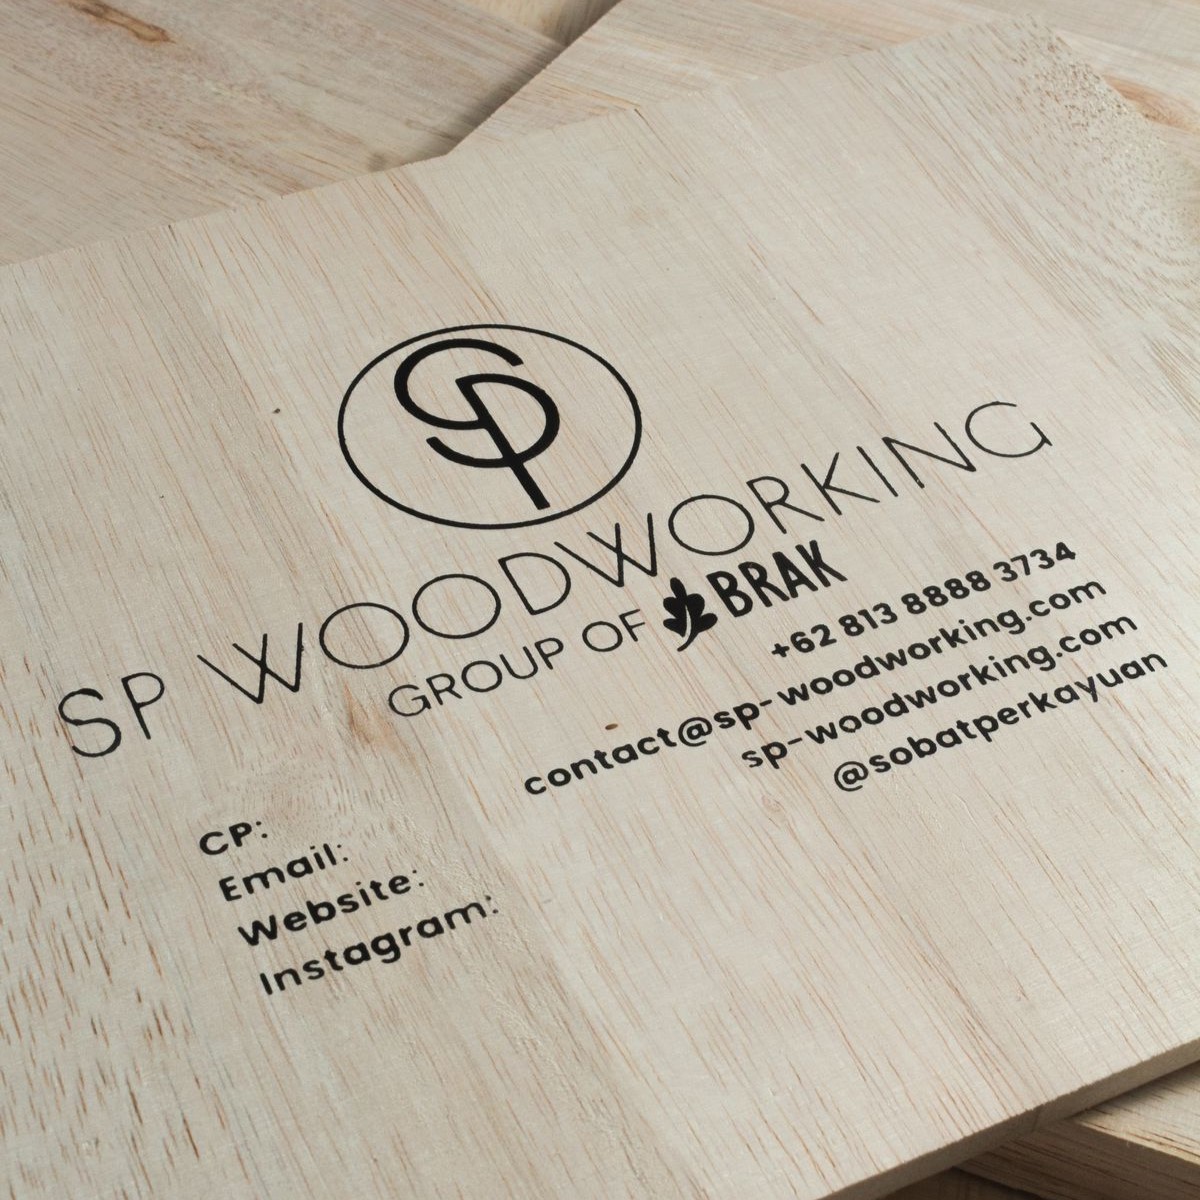 SP
SP WOODWORKING
GROUP OF BRAK
CP: +62 813 8888 3734
Email: contact@sp-woodworking.com
Website: sp-woodworking.com
Instagram: @sobatperkayuan